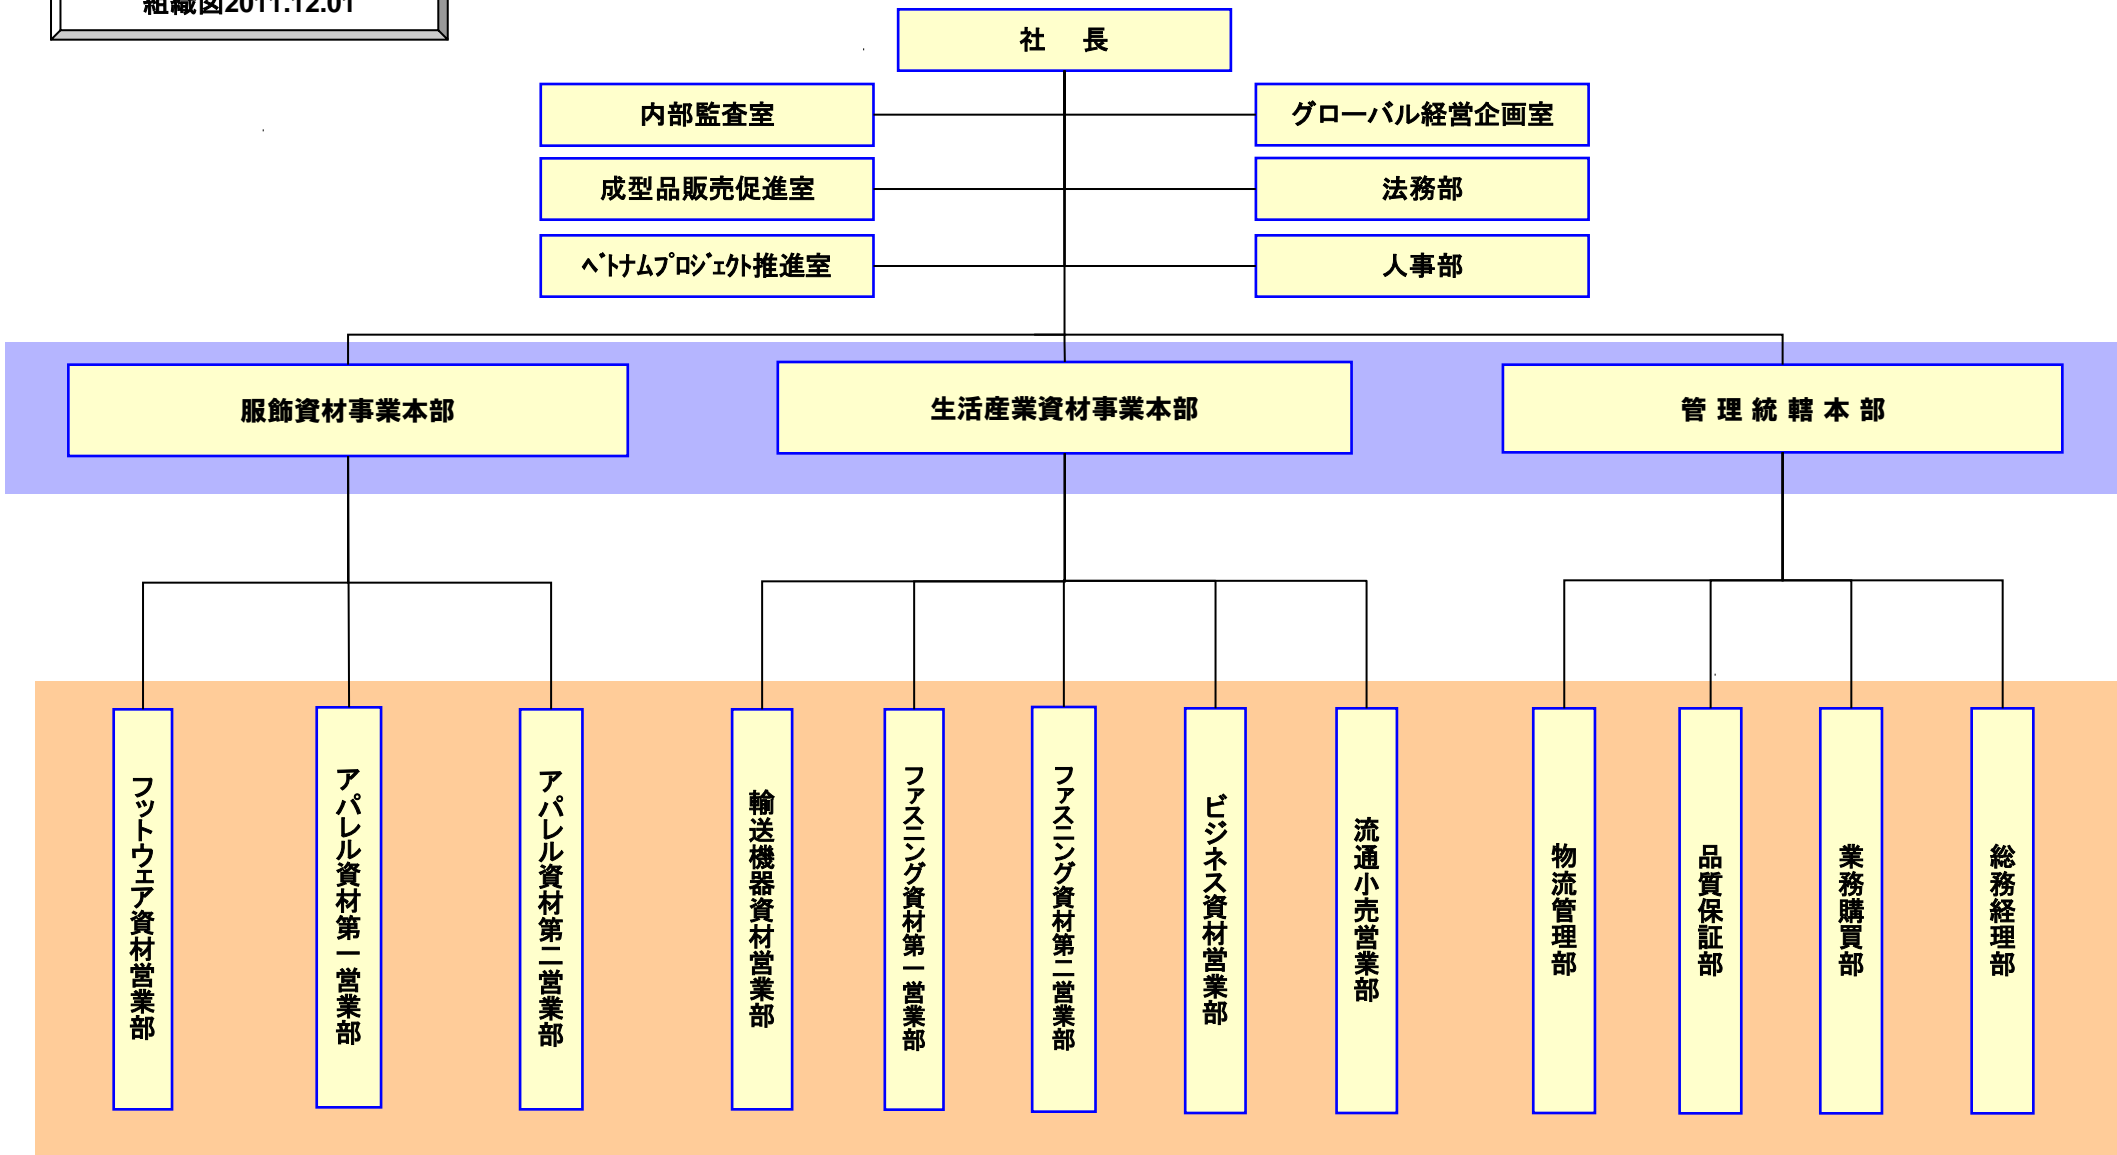 組織図2011.12.01
社　長
内部監査室
グローバル経営企画室
成型品販売促進室
法務部
ﾍﾞﾄﾅﾑﾌﾟﾛｼﾞｪｸﾄ推進室
人事部
服飾資材事業本部
生活産業資材事業本部
管 理 統 轄 本 部
フットウェア資材営業部
アパレル資材第一営業部
アパレル資材第二営業部
輸送機器資材営業部
ファスニング資材第一営業部
ファスニング資材第二営業部
ビジネス資材営業部
流通小売営業部
物流管理部
品質保証部
業務購買部
総務経理部